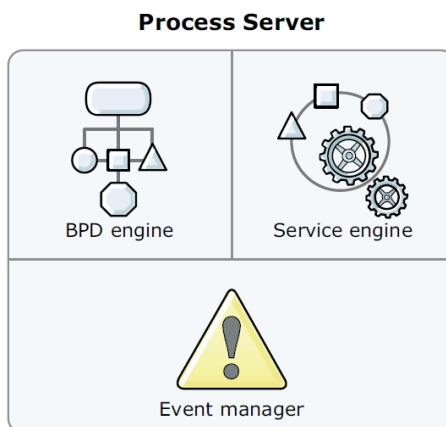 Process Server
BPD engine
Service engine
Event manager